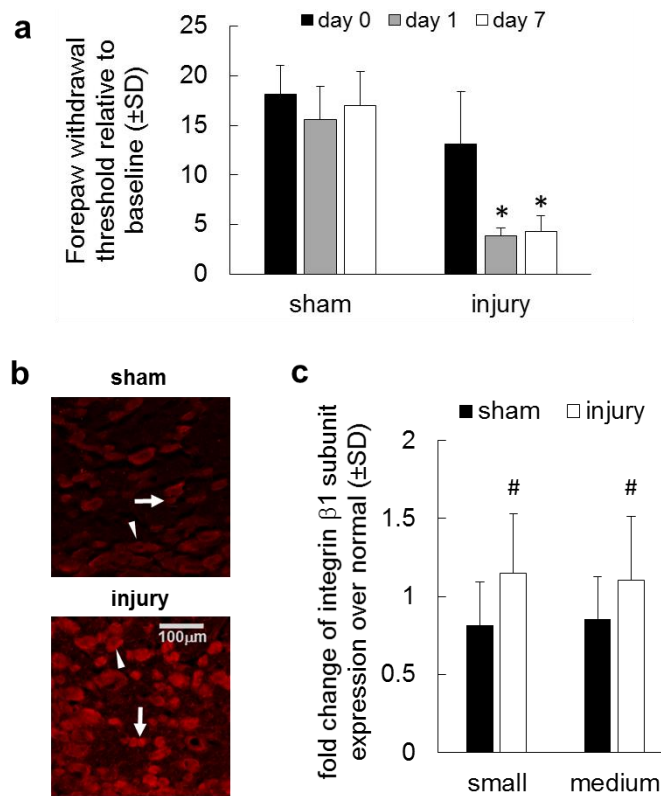 a
day 0 day 1 day 7
Forepaw withdrawal
threshold relative to
baseline (±SD)
25
20
15
10
5
0
* *
sham injury
b
sham
injury
100μm
c
sham injury
fold change of integrin β1 subunit
expression over normal (±SD)
2
1.5
1
0.5
0
# #
small medium